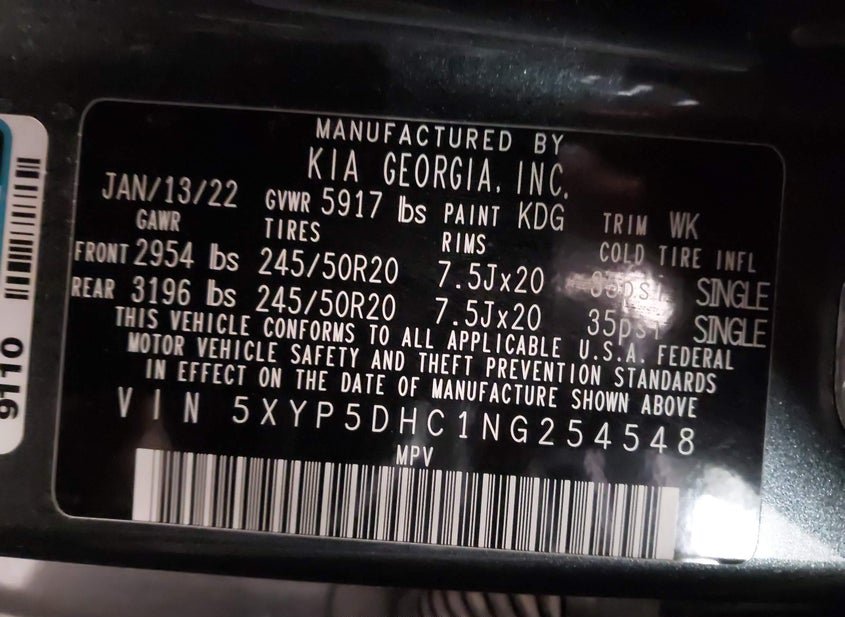 MANUFACTURED BY
KIA GEORGIA, INC.
JAN/13/22 GVWR 5917 lbs PAINT KDG TRIM WK
GAWR TIRES RIMS COLD TIRE INFL
FRONT 2954 lbs 245/50R20 7.5Jx20 SINGLE
REAR 3196 lbs 245/50R20 7.5Jx20 35psi SINGLE
THIS VEHICLE CONFORMS TO ALL APPLICABLE U.S.A. FEDERAL
MOTOR VEHICLE SAFETY AND THEFT PREVENTION STANDARDS
IN EFFECT ON THE DATE OF MANUFACTURE SHOWN ABOVE
VIN 5XYP5DHC1NG254548
MPV
9110